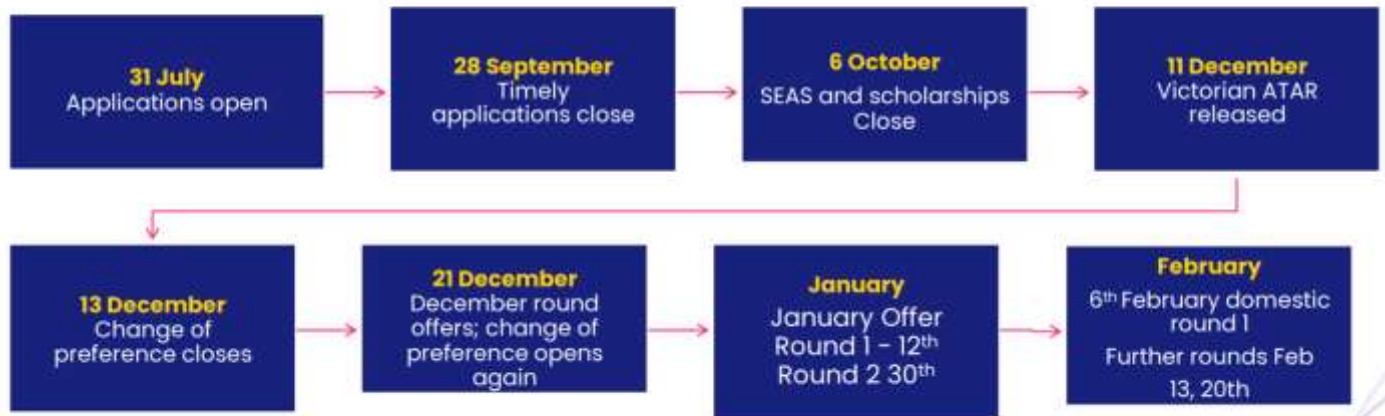 31 July
Applications open
28 September
Timely
applications close
6 October
SEAS and scholarships
Close
11 December
Victorian ATAR
released
13 December
Change of
preference closes
21 December
December round
offers; change of
preference opens
again
January
January Offer
Round 1 - 12th
Round 2 30th
February
6th February domestic
round 1
Further rounds Feb
13, 20th